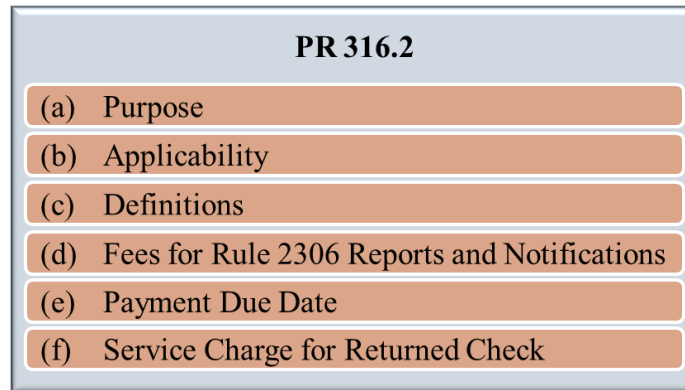 PR 316.2
(a) Purpose
(b) Applicability
(c) Definitions
(d) Fees for Rule 2306 Reports and Notifications
(e) Payment Due Date
(f) Service Charge for Returned Check